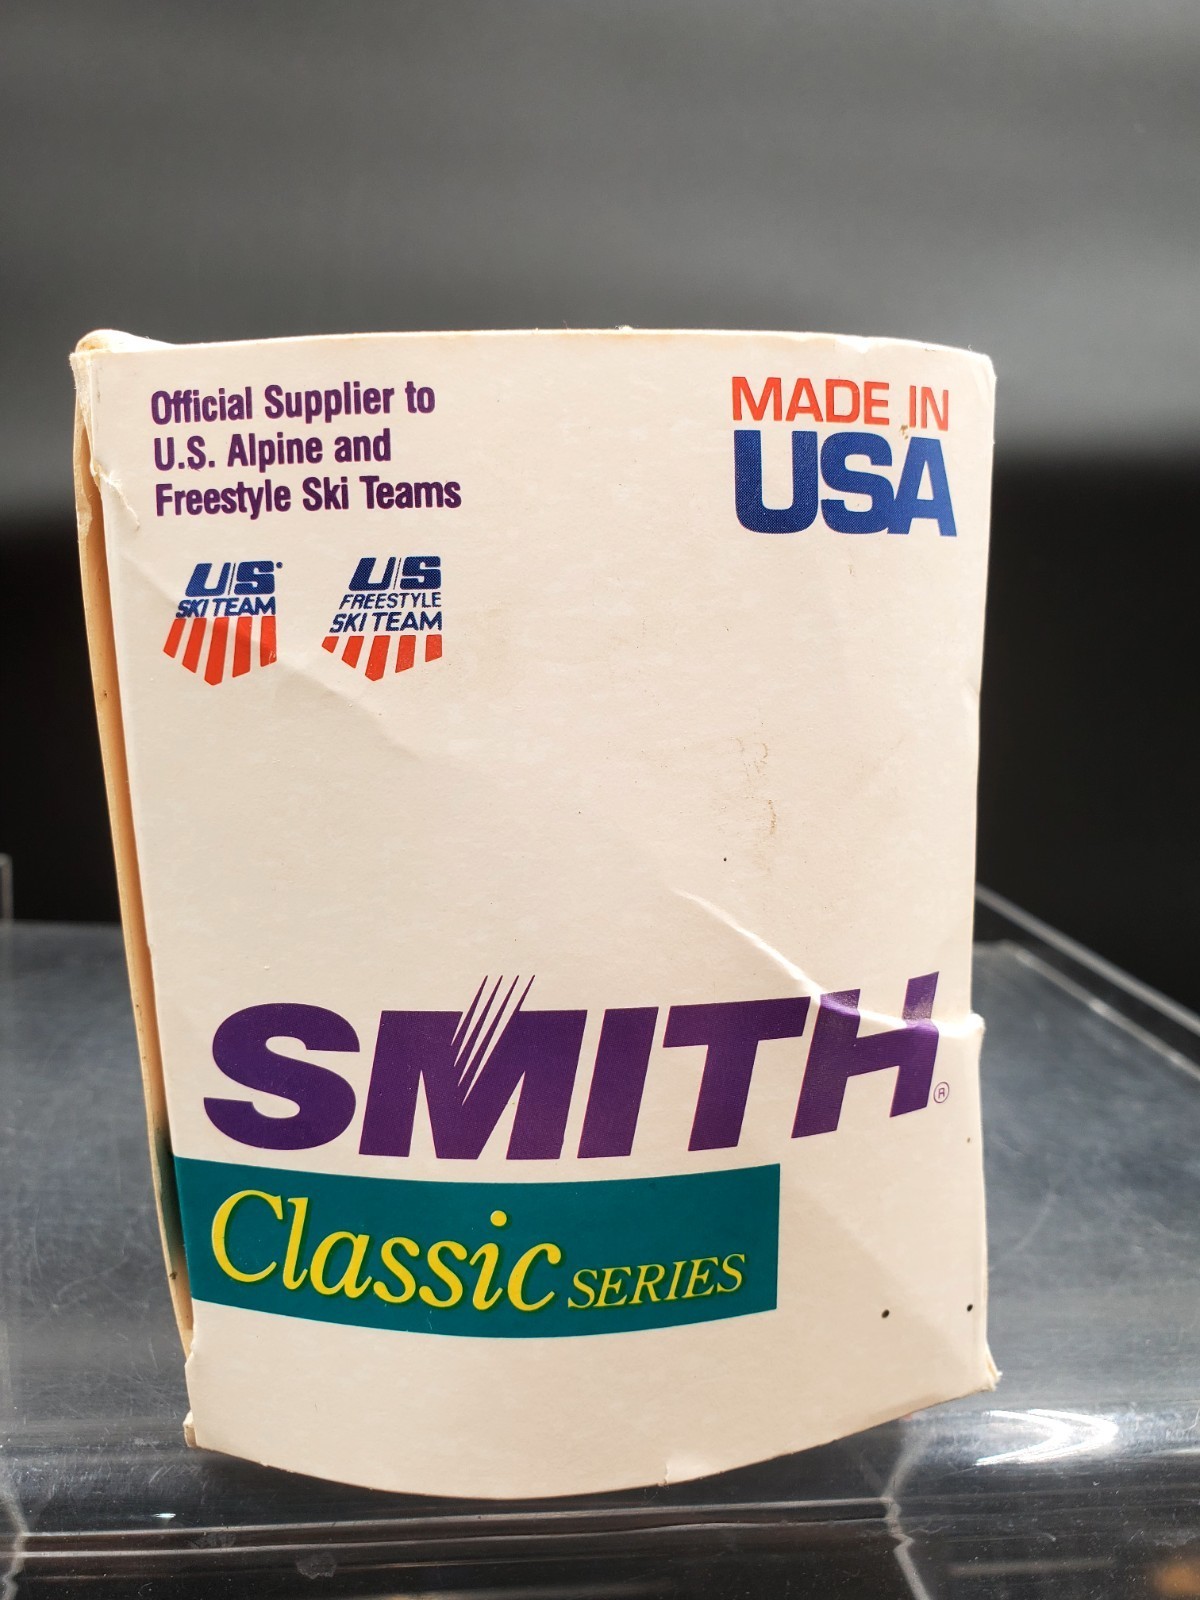 Official Supplier to
U.S. Alpine and
Freestyle Ski Teams
MADE IN
USA
US
SKI TEAM
US
FREESTYLE
SKI TEAM
SMITH®
Classic SERIES